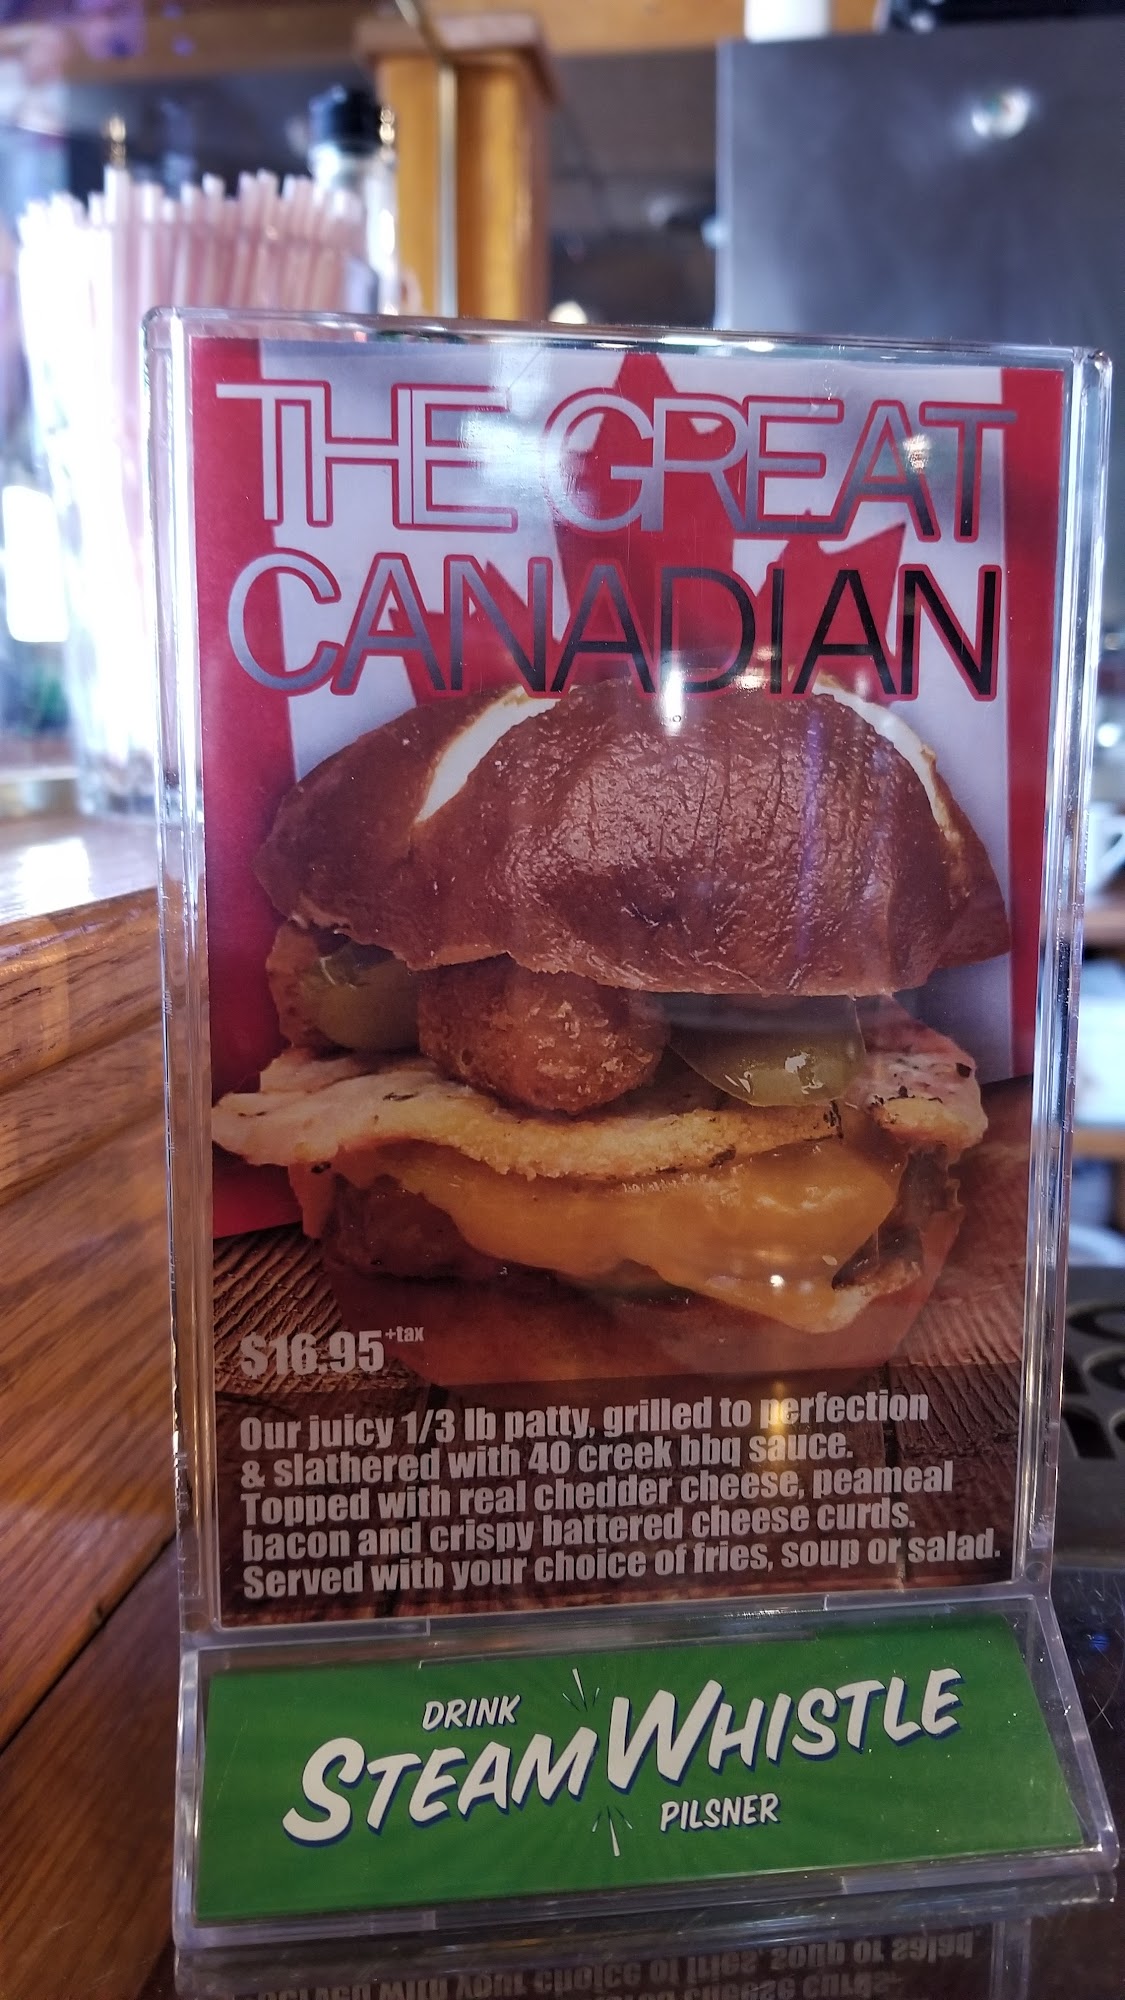 THE GREAT
CANADIAN
$16.95+tax
Our juicy 1/3 lb patty, grilled to perfection
& slathered with 40 creek bbq sauce.
Topped with real chedder cheese, peameal
bacon and crispy battered cheese curds.
Served with your choice of fries, soup or salad.
DRINK
STEAM WHISTLE
PILSNER